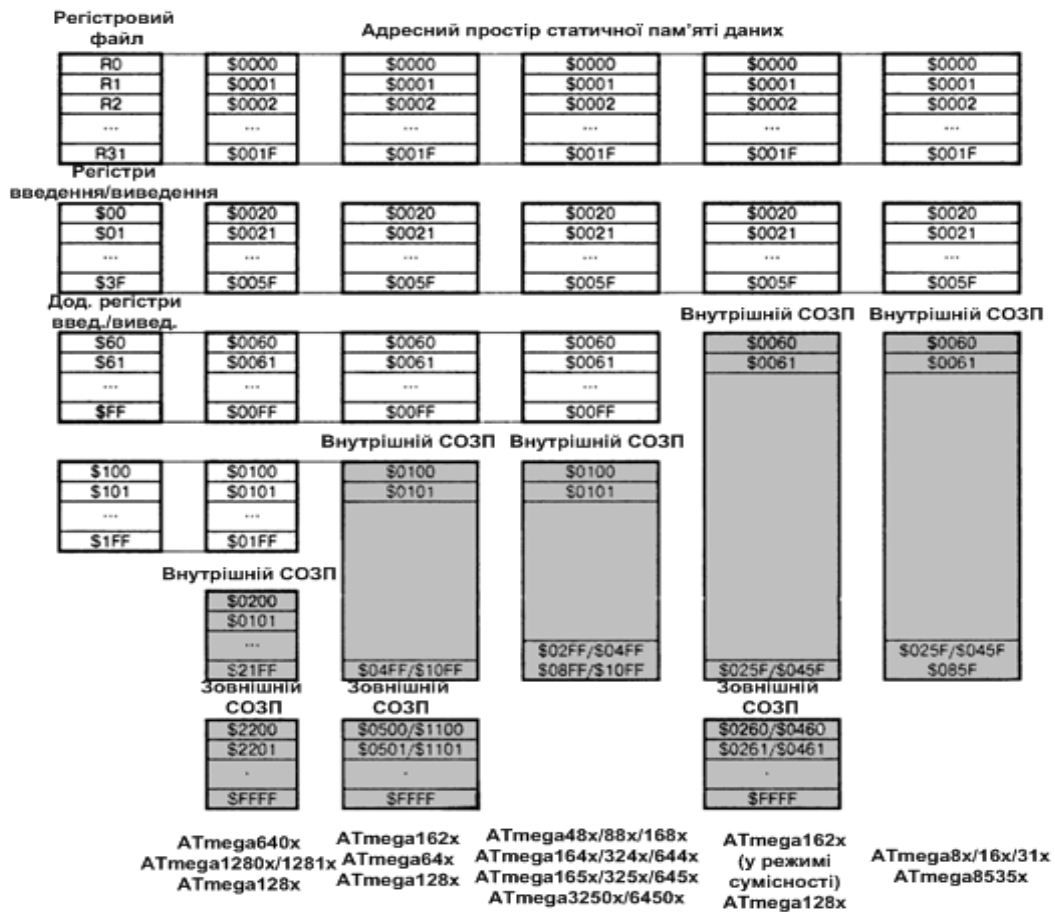 Регістровий
файл
Адресний простір статичної пам'яті даних
R0 $0000 $0000 $0000 $0000 $0000
R1 $0001 $0001 $0001 $0001 $0001
R2 $0002 $0002 $0002 $0002 $0002
... ... ... ... ... ...
R31 $001F $001F $001F $001F $001F
Регістри
введення/виведення
$00 $0020 $0020 $0020 $0020 $0020
$01 $0021 $0021 $0021 $0021 $0021
... ... ... ... ... ...
$3F $005F $005F $005F $005F $005F
Дод. регістри
введ./вивед.
Внутрішній СОЗП Внутрішній СОЗП
$60 $0060 $0060 $0060 $0060 $0060
$61 $0061 $0061 $0061 $0061 $0061
... ... ... ...
$FF $00FF $00FF $00FF
Внутрішній СОЗП Внутрішній СОЗП
$100 $0100 $0100 $0100
$101 $0101 $0101 $0101
... ...
$1FF $01FF
Внутрішній СОЗП
$0200
$0101
...
$02FF/$04FF $025F/$045F
$21FF $04FF/$10FF $08FF/$10FF $025F/$045F $085F
Зовнішній Зовнішній Зовнішній
СОЗП СОЗП СОЗП
$2200 $0500/$1100 $0260/$0460
$2201 $0501/$1101 $0261/$0461
. . .
$FFFF $FFFF $FFFF
ATmega640x
ATmega1280x/1281x
ATmega128x
ATmega162x
ATmega64x
ATmega128x
ATmega48x/88x/168x
ATmega164x/324x/644x
ATmega165x/325x/645x
ATmega3250x/6450x
ATmega162x
(у режимі
сумісності)
ATmega128x
ATmega8x/16x/31x
ATmega8535x